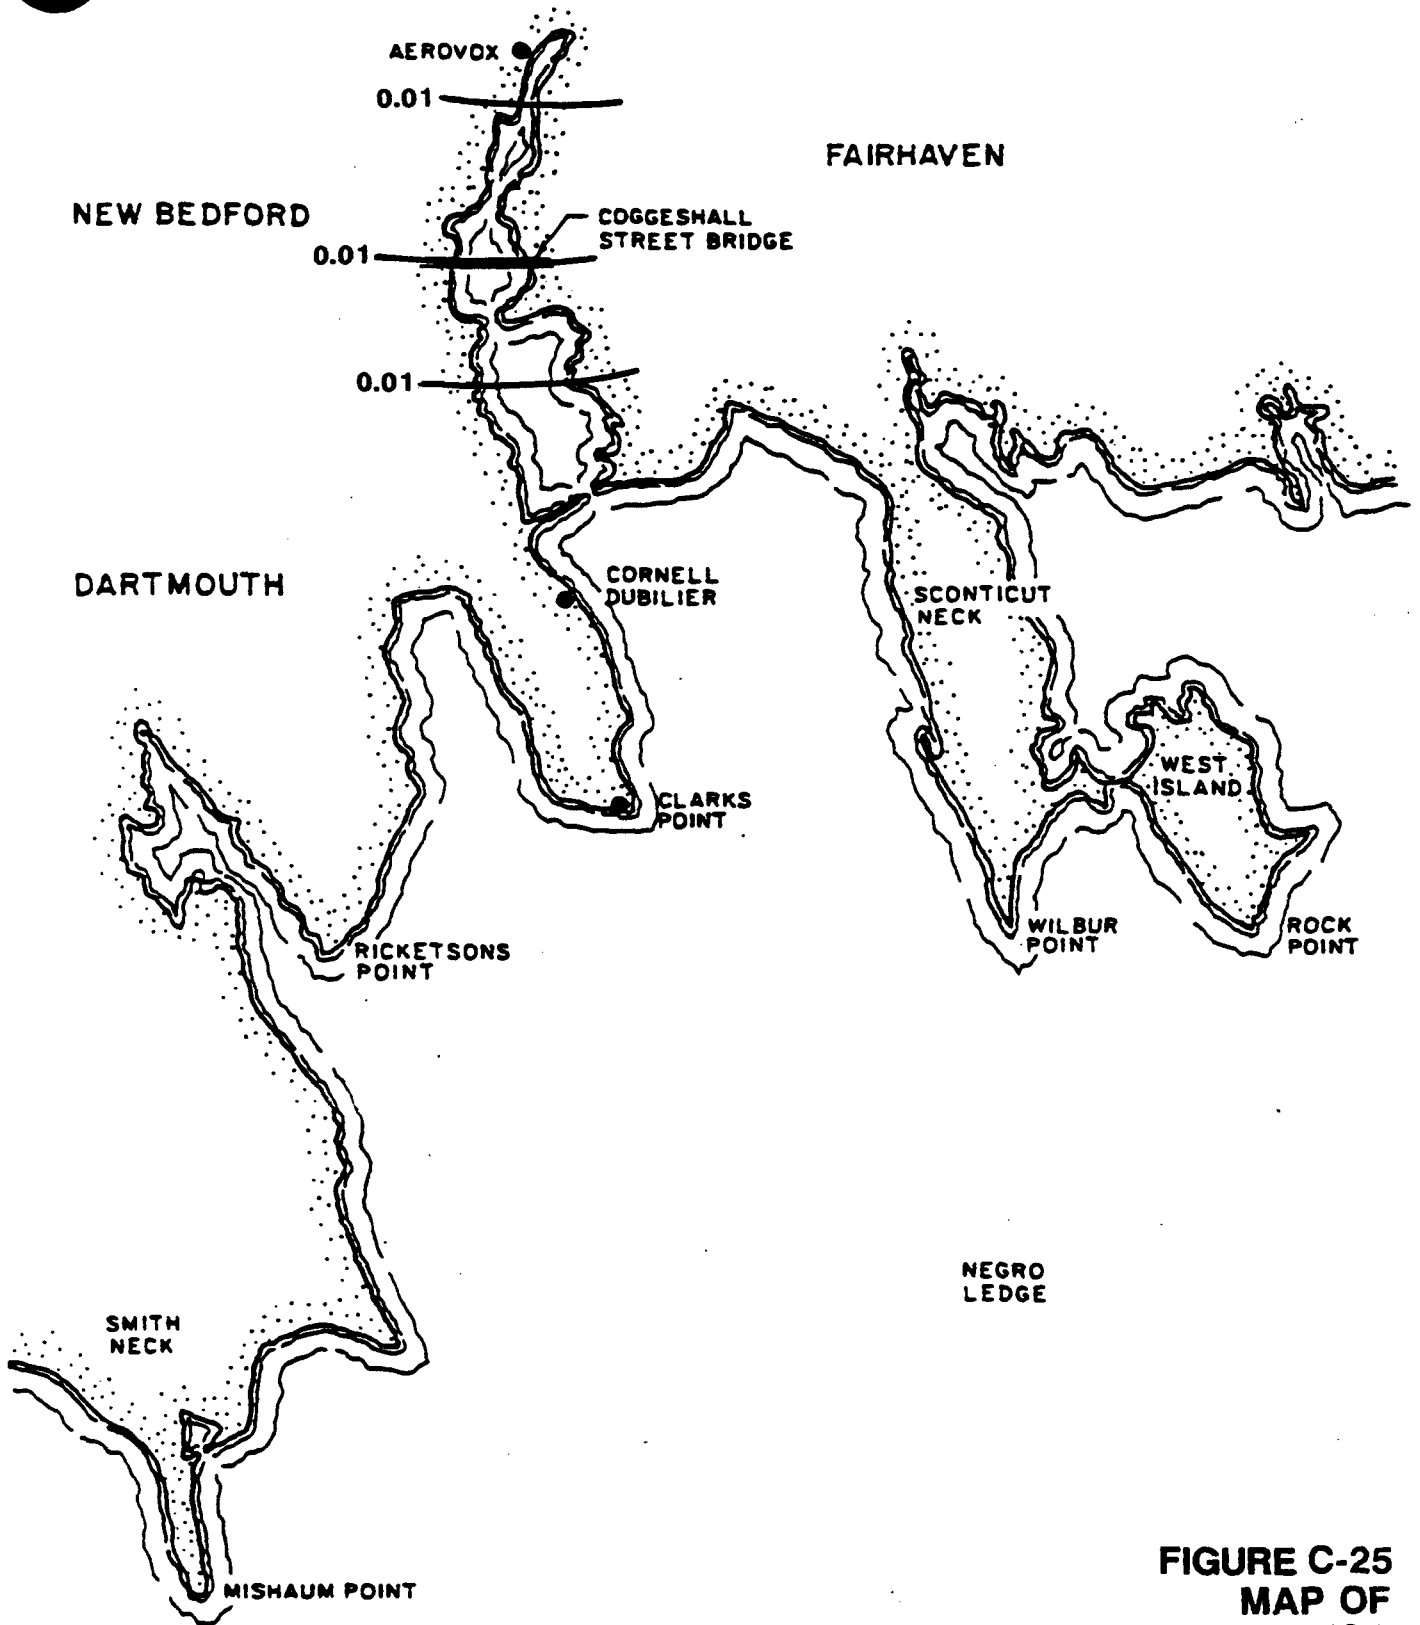 AEROVOX
0.01
FAIRHAVEN
NEW BEDFORD
COGGESHALL
STREET BRIDGE
0.01
0.01
DARTMOUTH
CORNELL
DUBILIER
SCONTICUT
NECK
WEST
ISLAND
CLARKS
POINT
RICKETSONS
POINT
WILBUR
POINT
ROCK
POINT
NEGRO
LEDGE
SMITH
NECK
MISHAUM POINT
FIGURE C-25
MAP OF